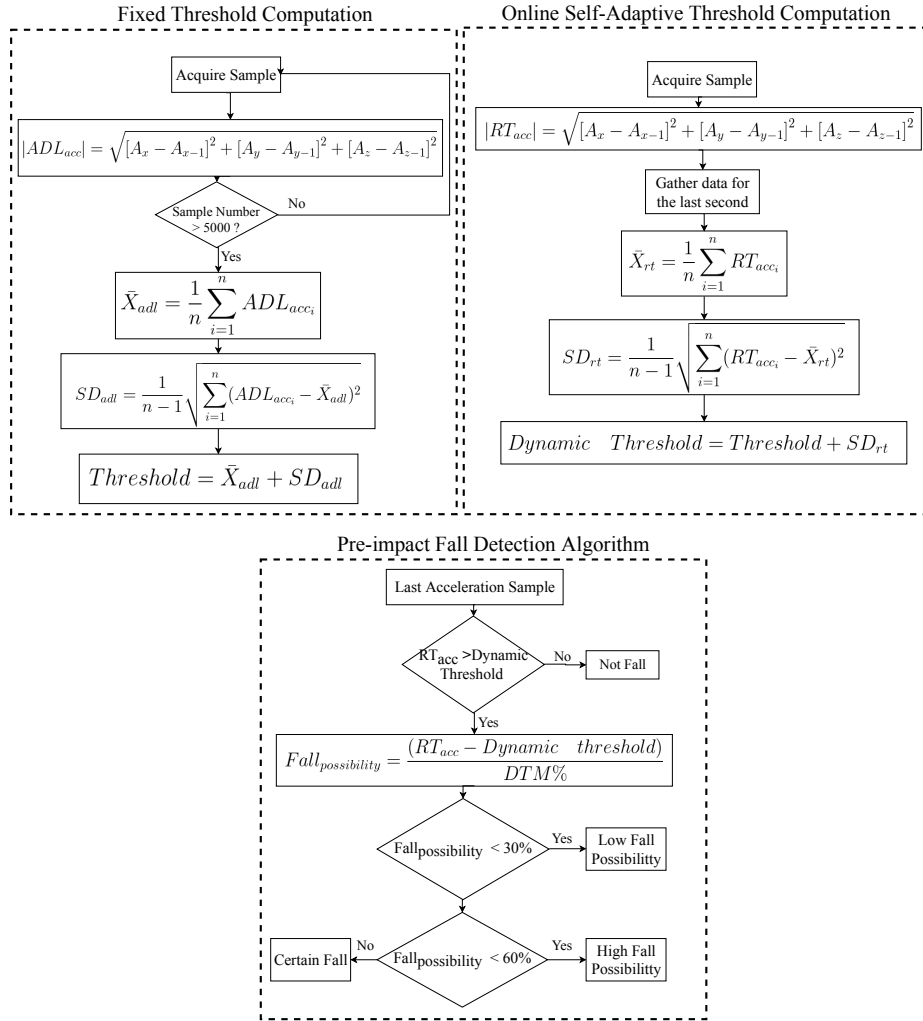 Fixed Threshold Computation
Acquire Sample
|ADL_{acc}| = \sqrt{[A_x − A_{x−1}]^2 + [A_y − A_{y−1}]^2 + [A_z − A_{z−1}]^2}
Sample Number
> 5000 ?
No
Yes
\bar{X}_{adl} = \frac{1}{n} \sum_{i=1}^{n} ADL_{acc_i}
SD_{adl} = \frac{1}{n−1} \sqrt{\sum_{i=1}^{n} (ADL_{acc_i} − \bar{X}_{adl})^2}
Threshold = \bar{X}_{adl} + SD_{adl}
Online Self-Adaptive Threshold Computation
Acquire Sample
|RT_{acc}| = \sqrt{[A_x − A_{x−1}]^2 + [A_y − A_{y−1}]^2 + [A_z − A_{z−1}]^2}
Gather data for
the last second
\bar{X}_{rt} = \frac{1}{n} \sum_{i=1}^{n} RT_{acc_i}
SD_{rt} = \frac{1}{n−1} \sqrt{\sum_{i=1}^{n} (RT_{acc_i} − \bar{X}_{rt})^2}
Dynamic Threshold = Threshold + SD_{rt}
Pre-impact Fall Detection Algorithm
Last Acceleration Sample
RT_{acc} >Dynamic
Threshold
No
Not Fall
Yes
Fall_{possibility} = \frac{(RT_{acc} − Dynamic threshold)}{DTM%}
Fall_{possibility} < 30%
Yes
Low Fall
Possibilitty
Fall_{possibility} < 60%
No
Certain Fall
Yes
High Fall
Possibilitty